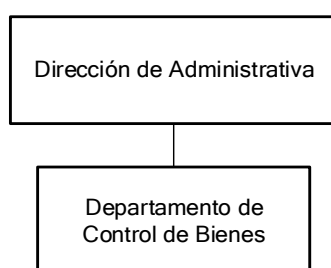 Dirección de Administrativa
Departamento de
Control de Bienes